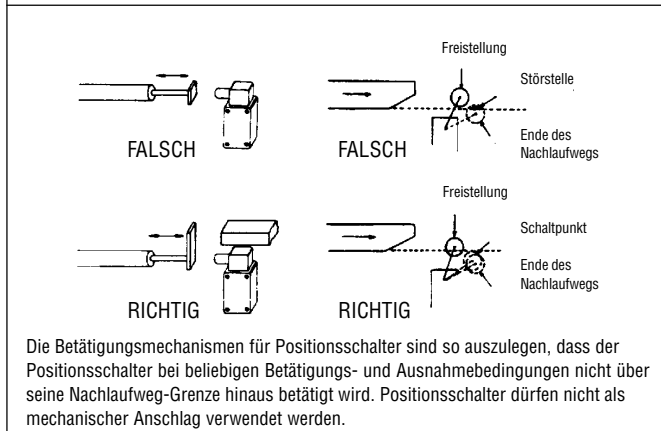 Freistellung
Störstelle
Ende des
Nachlaufwegs
FALSCH
FALSCH
Freistellung
Schaltpunkt
Ende des
Nachlaufwegs
RICHTIG
RICHTIG
Die Betätigungsmechanismen für Positionsschalter sind so auszulegen, dass der
Positionsschalter bei beliebigen Betätigungs- und Ausnahmebedingungen nicht über
seine Nachlaufweg-Grenze hinaus betätigt wird. Positionsschalter dürfen nicht als
mechanischer Anschlag verwendet werden.